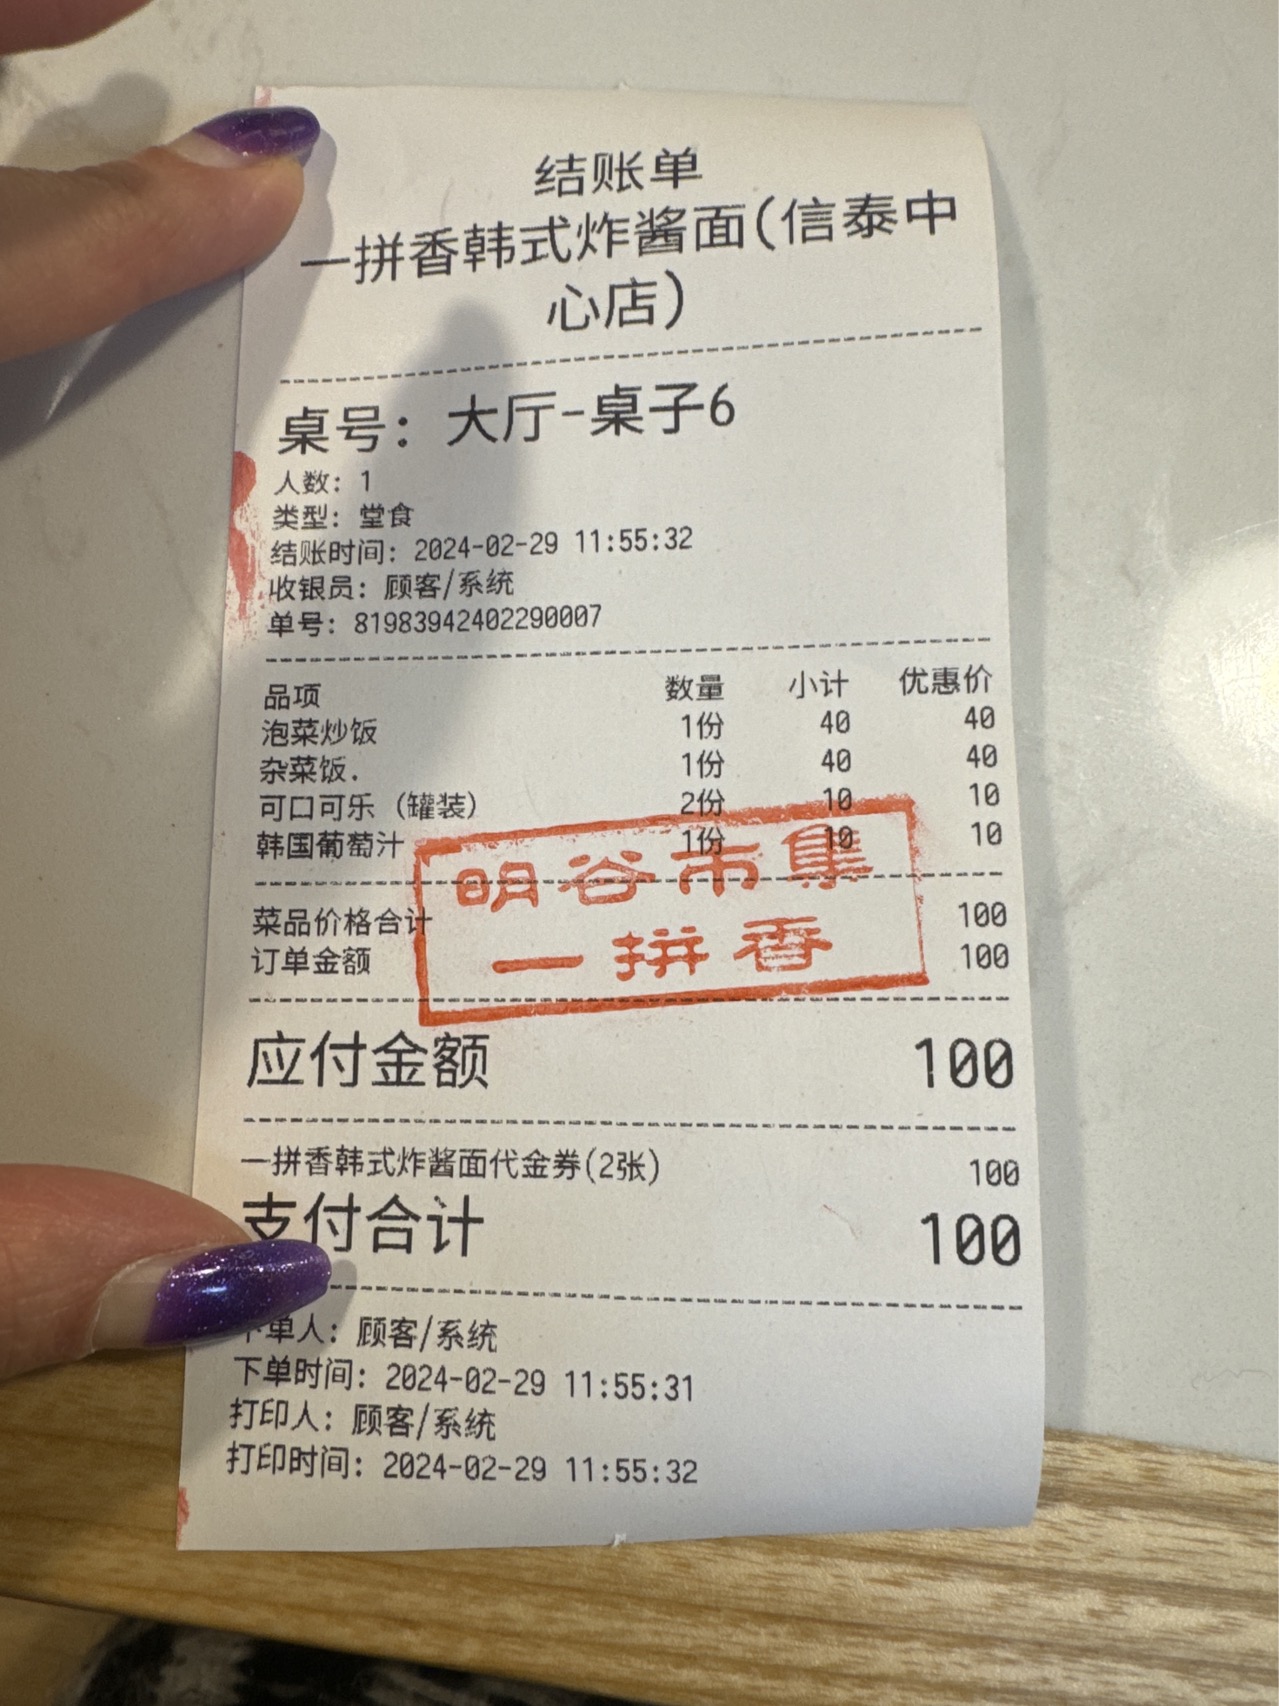 结账单
一拼香韩式炸酱面(信泰中
心店)
桌号：大厅-桌子6
人数：1
类型：堂食
结账时间：2024-02-29 11:55:32
收银员：顾客/系统
单号：81983942402290007
品项 数量 小计 优惠价
泡菜炒饭 1份 40 40
杂菜饭. 1份 40 40
可口可乐（罐装） 2份 10 10
韩国葡萄汁 1份 10 10
明谷市集
一拼香
菜品价格合计 100
订单金额 100
应付金额 100
一拼香韩式炸酱面代金券(2张) 100
支付合计 100
下单人：顾客/系统
下单时间：2024-02-29 11:55:31
打印人：顾客/系统
打印时间：2024-02-29 11:55:32